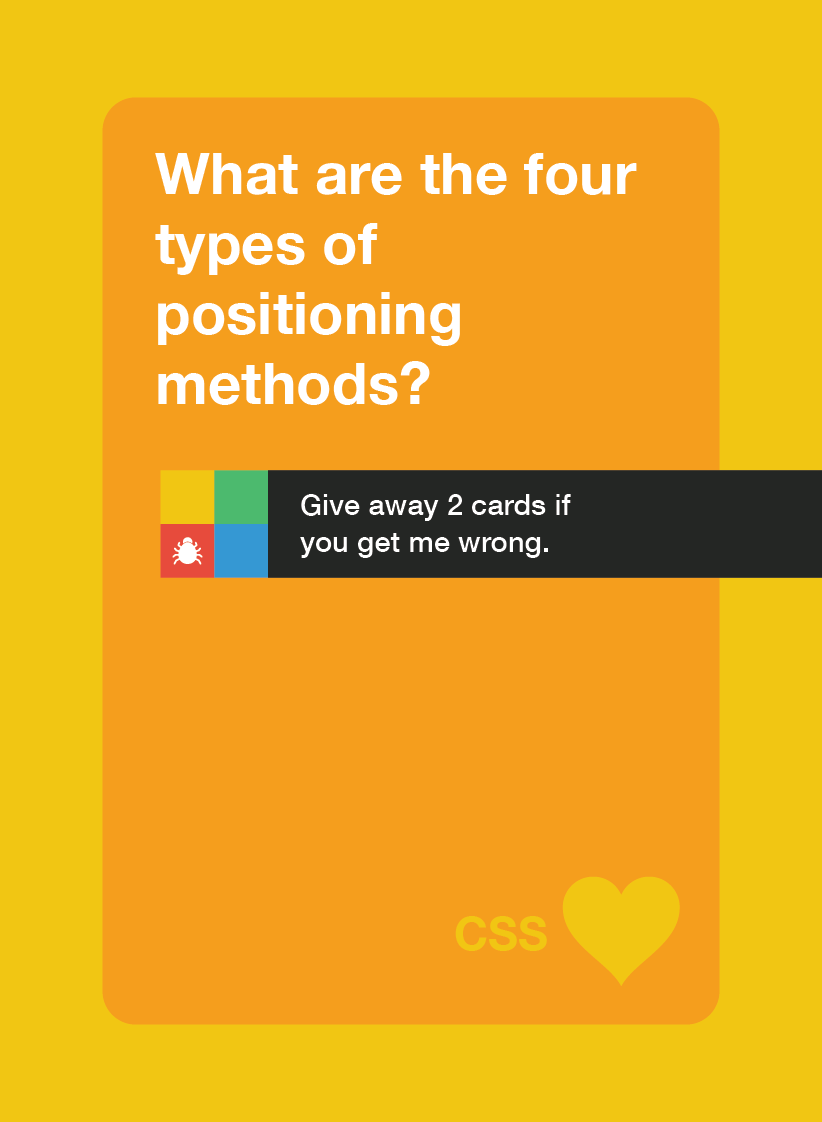 What are the four
types of
positioning
methods?
Give away 2 cards if
you get me wrong.
CSS